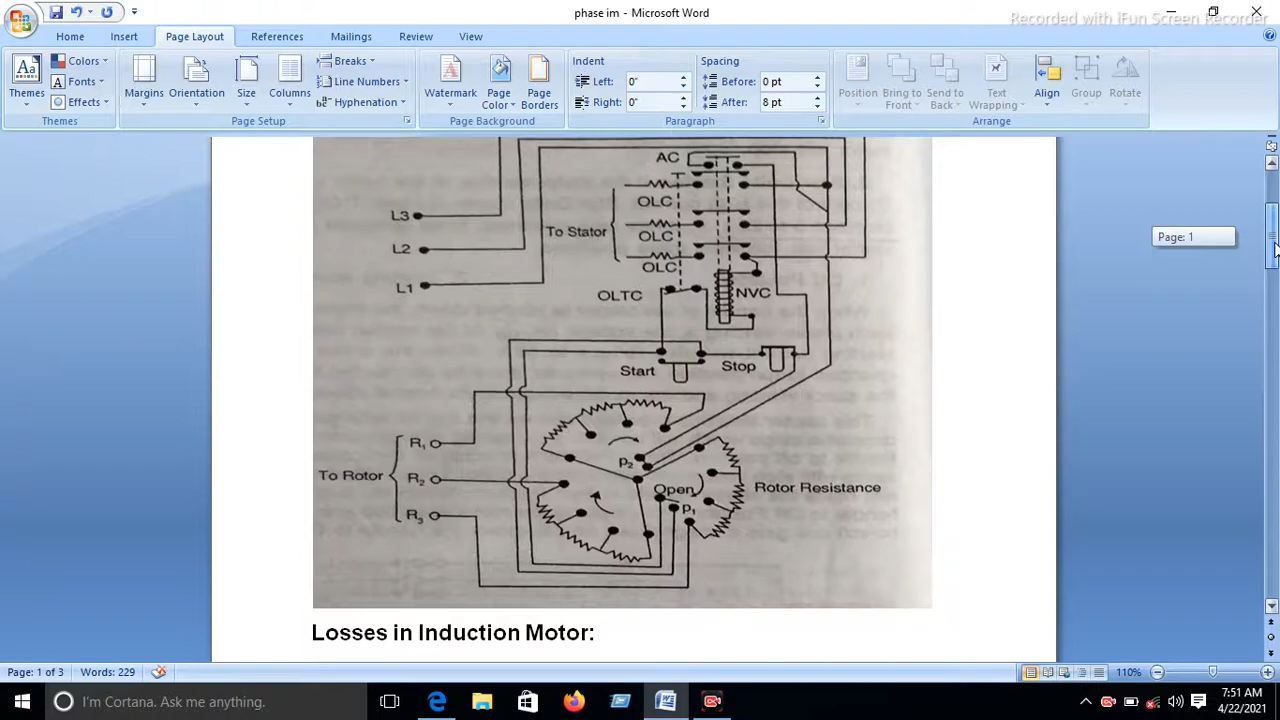 phase im - Microsoft Word
Recorded with iFun Screen Recorder
Home Insert Page Layout References Mailings Review View
Themes
Colors
Fonts
Effects
Themes
Margins
Orientation
Size
Columns
Breaks
Line Numbers
Hyphenation
Page Setup
Watermark
Page Color
Page Borders
Page Background
Indent
Left: 0"
Right: 0"
Spacing
Before: 0 pt
After: 8 pt
Paragraph
Position
Bring to Front
Send to Back
Text Wrapping
Align
Group
Rotate
Arrange
AC
L3
OLC
To Stator
OLC
L2
OLC
L1
OLTC
NVC
Start
Stop
R1
P2
To Rotor
R2
Open
Rotor Resistance
P1
R3
Page: 1
Losses in Induction Motor:
Page: 1 of 3
Words: 229
110%
I'm Cortana. Ask me anything.
7:51 AM
4/22/2021